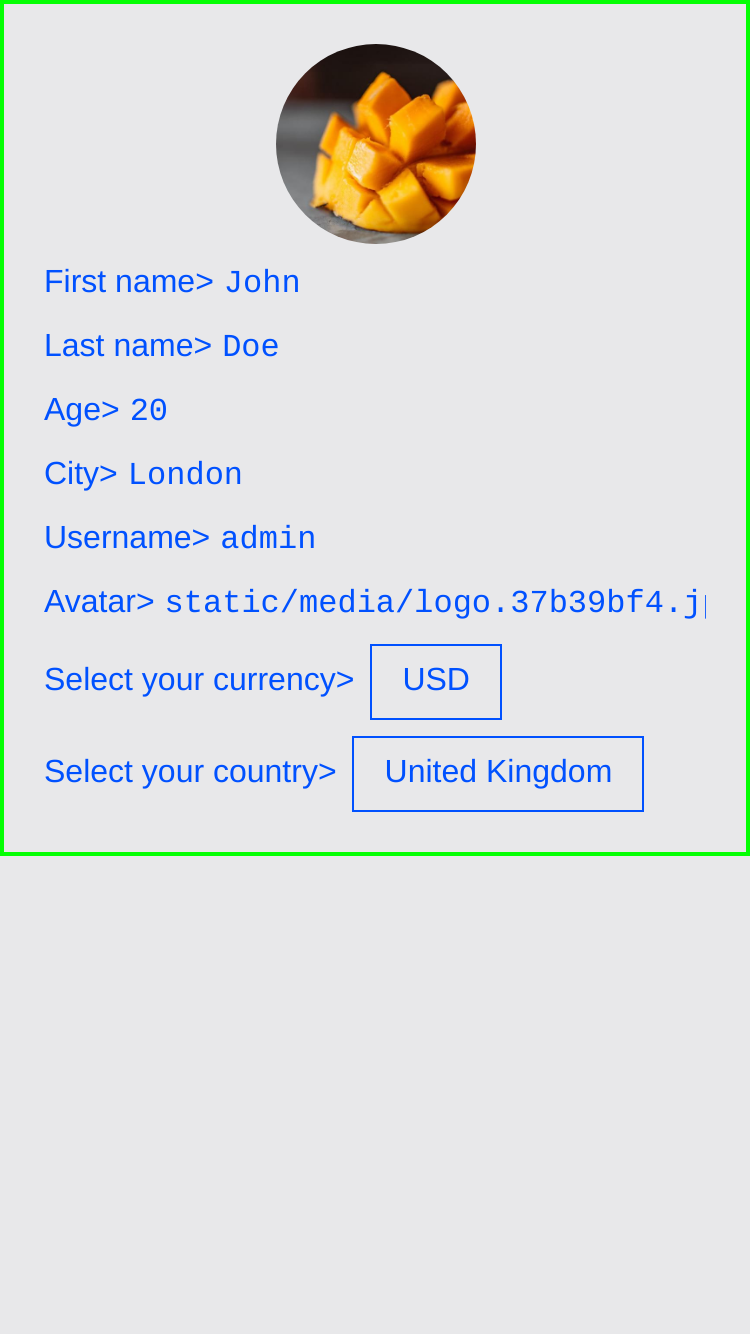 First name> John
Last name> Doe
Age> 20
City> London
Username> admin
Avatar> static/media/logo.37b39bf4.j
Select your currency> USD
Select your country> United Kingdom